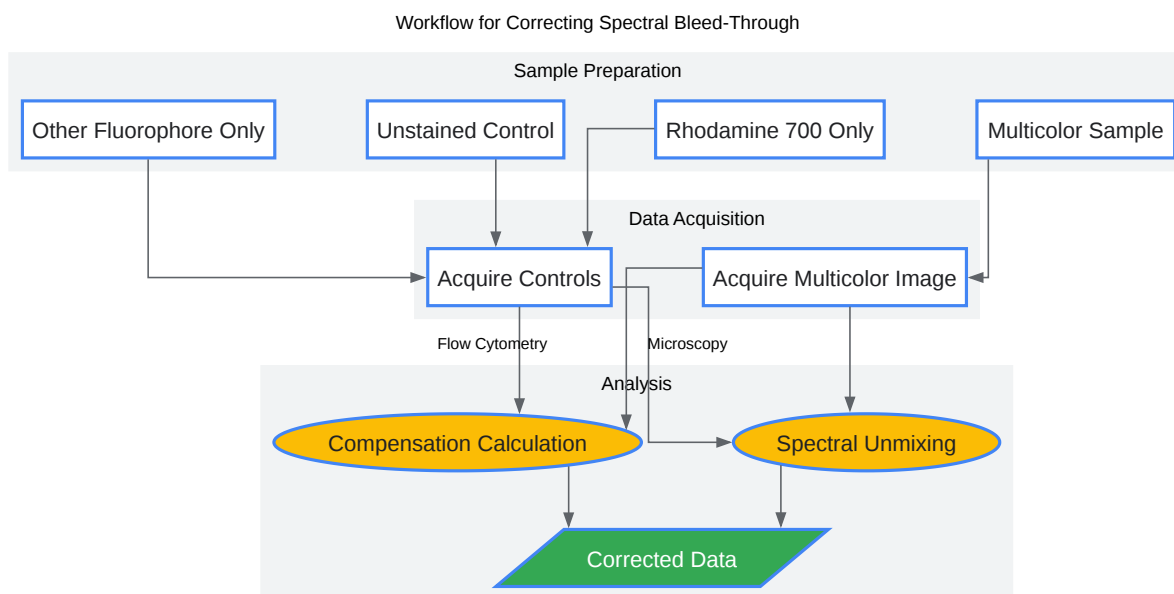 Workflow for Correcting Spectral Bleed-Through
Sample Preparation
Other Fluorophore Only
Unstained Control
Rhodamine 700 Only
Multicolor Sample
Data Acquisition
Acquire Controls
Acquire Multicolor Image
Flow Cytometry
Microscopy
Analysis
Compensation Calculation
Spectral Unmixing
Corrected Data